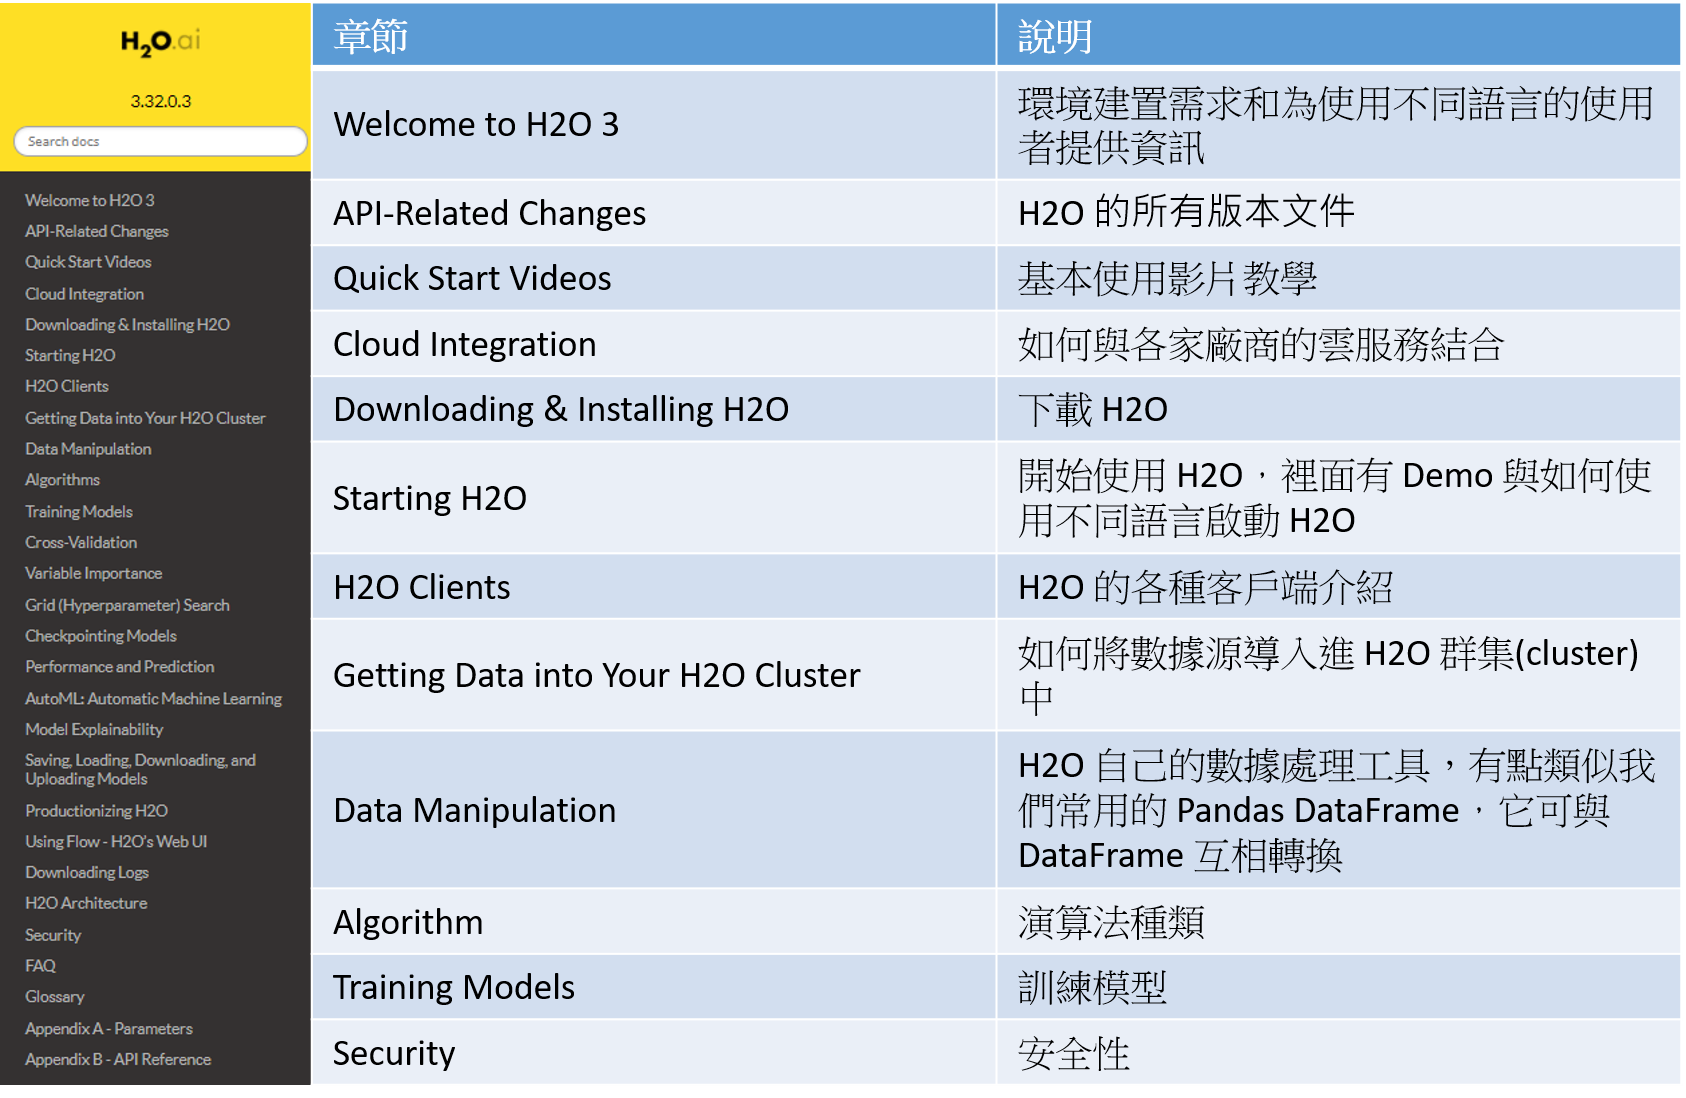 H2O.ai
3.32.0.3
Search docs
Welcome to H2O 3
API-Related Changes
Quick Start Videos
Cloud Integration
Downloading & Installing H2O
Starting H2O
H2O Clients
Getting Data into Your H2O Cluster
Data Manipulation
Algorithms
Training Models
Cross-Validation
Variable Importance
Grid (Hyperparameter) Search
Checkpointing Models
Performance and Prediction
AutoML: Automatic Machine Learning
Model Explainability
Saving, Loading, Downloading, and
Uploading Models
Productionizing H2O
Using Flow - H2O's Web UI
Downloading Logs
H2O Architecture
Security
FAQ
Glossary
Appendix A - Parameters
Appendix B - API Reference
章節
說明
Welcome to H2O 3
環境建置需求和為使用不同語言的使用
者提供資訊
API-Related Changes
H2O 的所有版本文件
Quick Start Videos
基本使用影片教學
Cloud Integration
如何與各家廠商的雲服務結合
Downloading & Installing H2O
下載 H2O
Starting H2O
開始使用 H2O，裡面有 Demo 與如何使
用不同語言啟動 H2O
H2O Clients
H2O 的各種客戶端介紹
Getting Data into Your H2O Cluster
如何將數據源導入進 H2O 群集(cluster)
中
Data Manipulation
H2O 自己的數據處理工具，有點類似我
們常用的 Pandas DataFrame，它可與
DataFrame 互相轉換
Algorithm
演算法種類
Training Models
訓練模型
Security
安全性